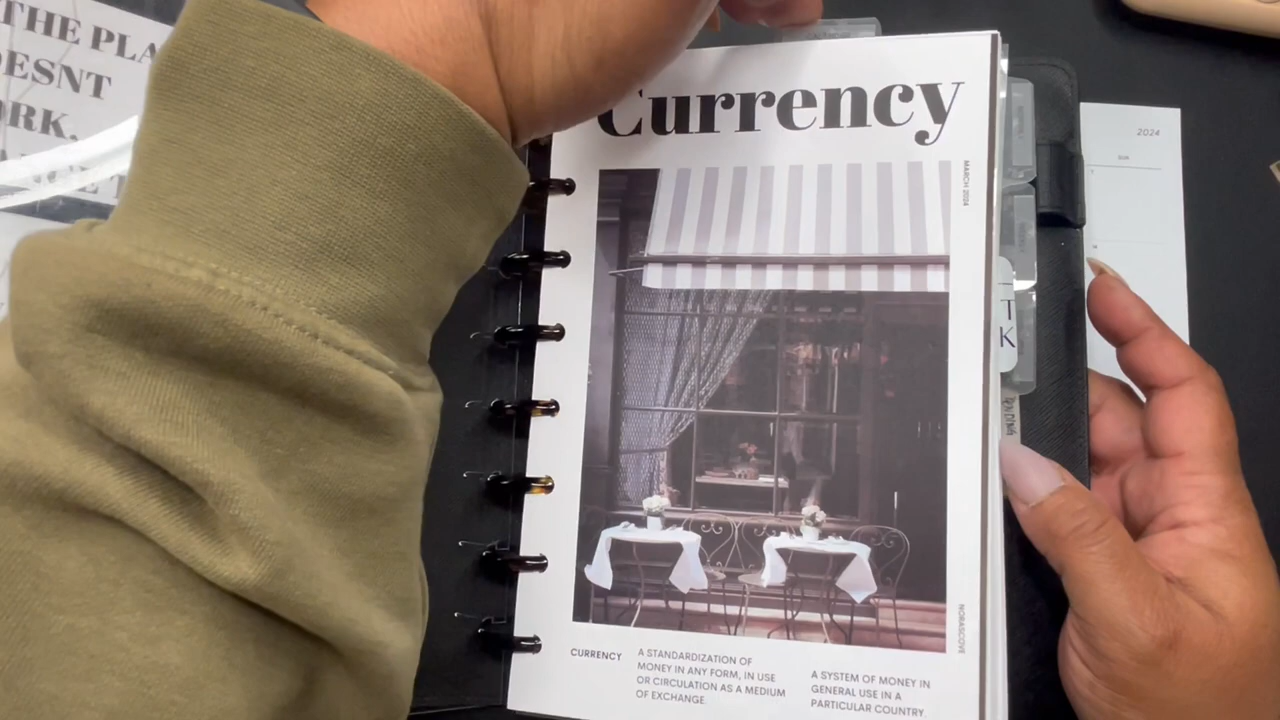 THE PLA
DESNT
ORK.
Currency
2024
SUN
MARCH 2024
T
K
NORASCOVE
CURRENCY
A STANDARDIZATION OF
MONEY IN ANY FORM, IN USE
OR CIRCULATION AS A MEDIUM
OF EXCHANGE.
A SYSTEM OF MONEY IN
GENERAL USE IN A
PARTICULAR COUNTRY.